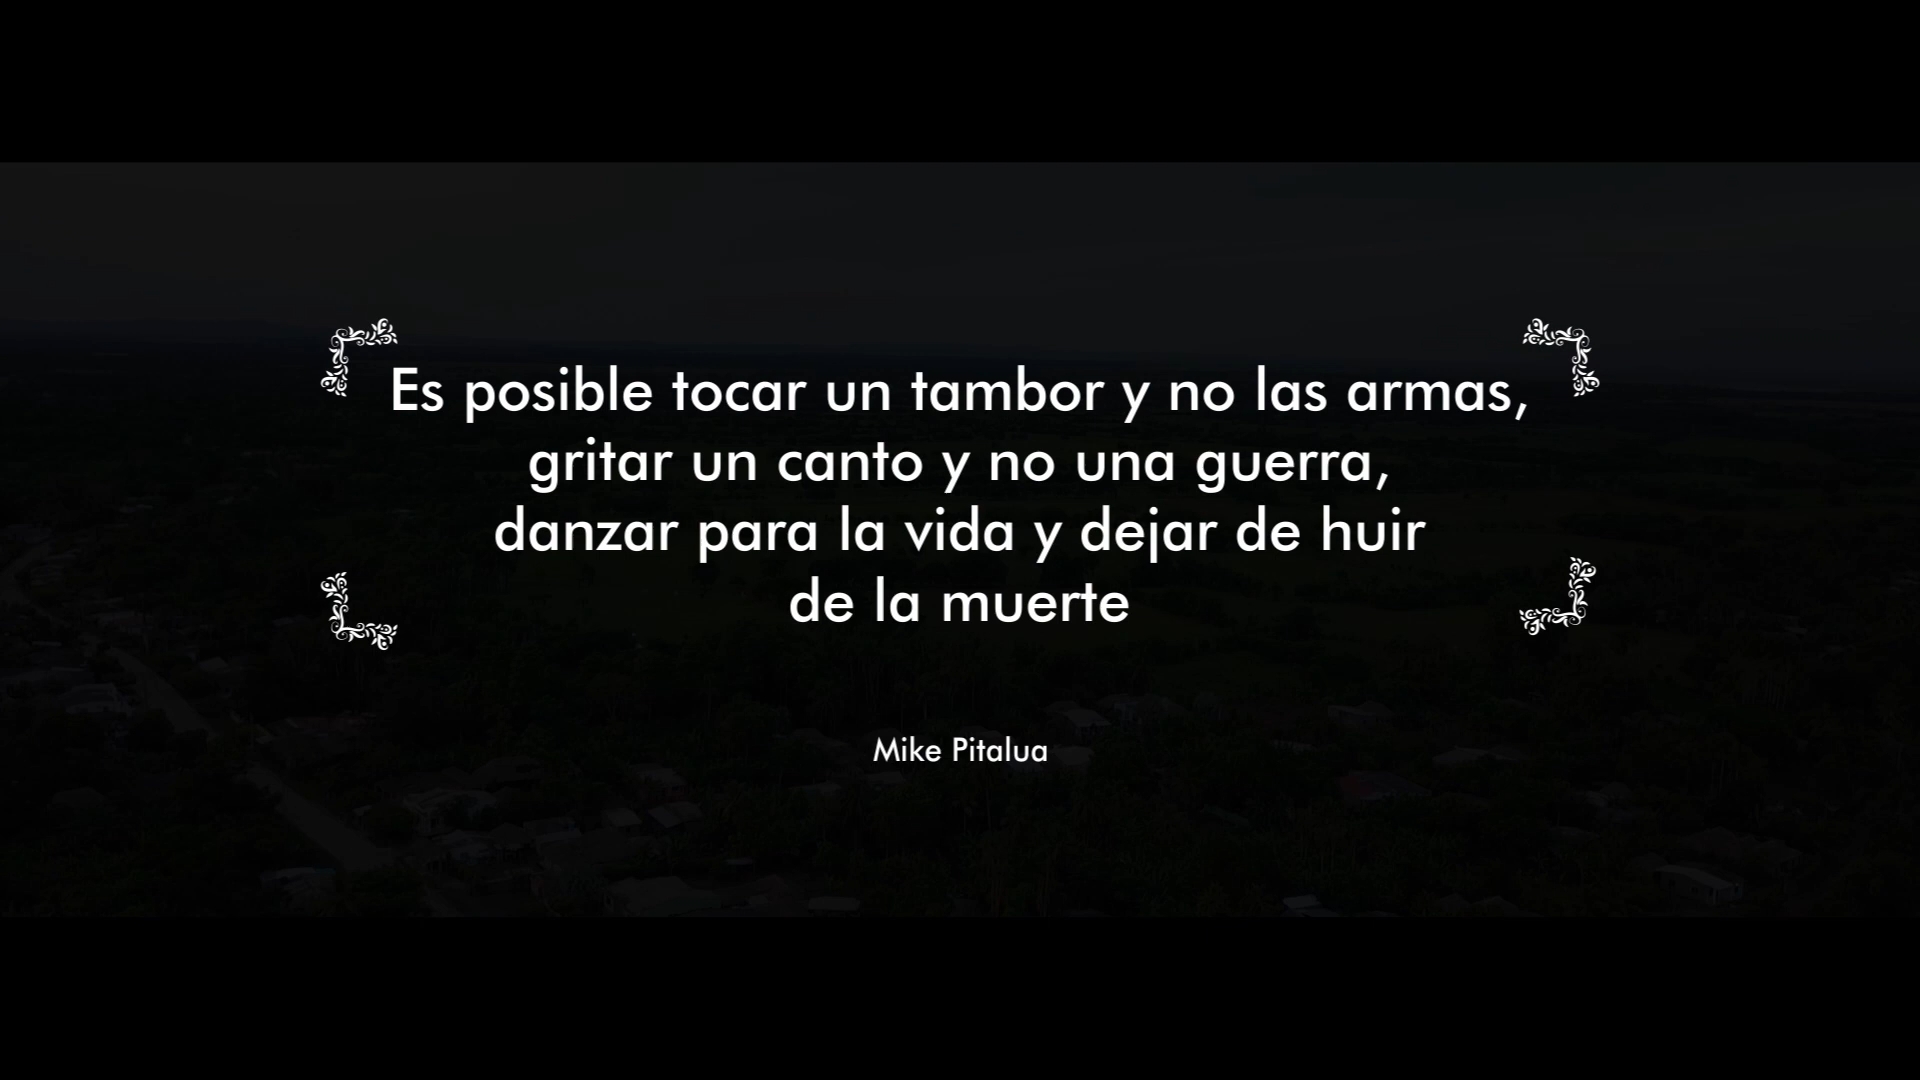 Es posible tocar un tambor y no las armas,
gritar un canto y no una guerra,
danzar para la vida y dejar de huir
de la muerte
Mike Pitalua